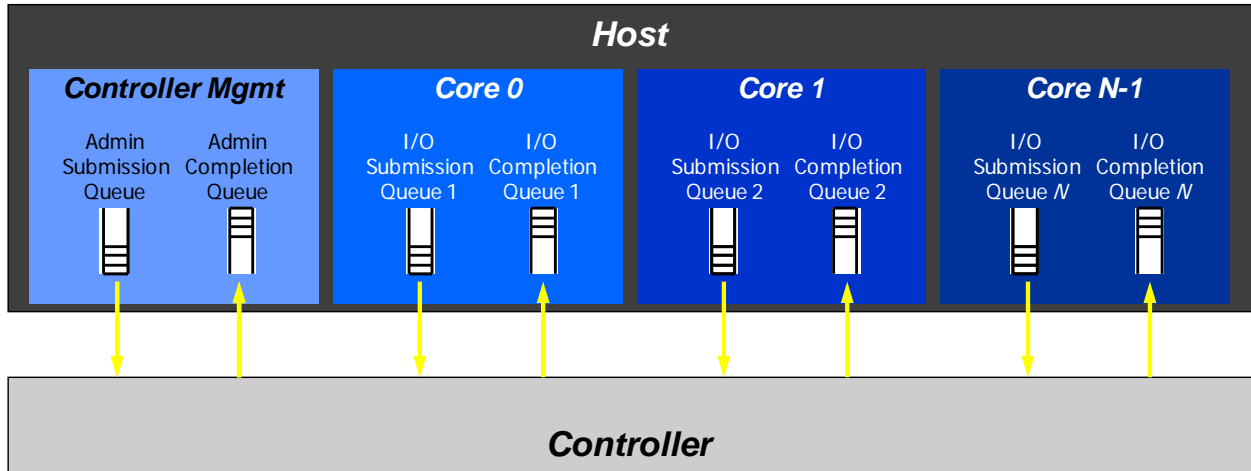 Host
Controller Mgmt
Admin
Submission
Queue
Admin
Completion
Queue
Core 0
I/O
Submission
Queue 1
I/O
Completion
Queue 1
Core 1
I/O
Submission
Queue 2
I/O
Completion
Queue 2
Core N-1
I/O
Submission
Queue N
I/O
Completion
Queue N
Controller